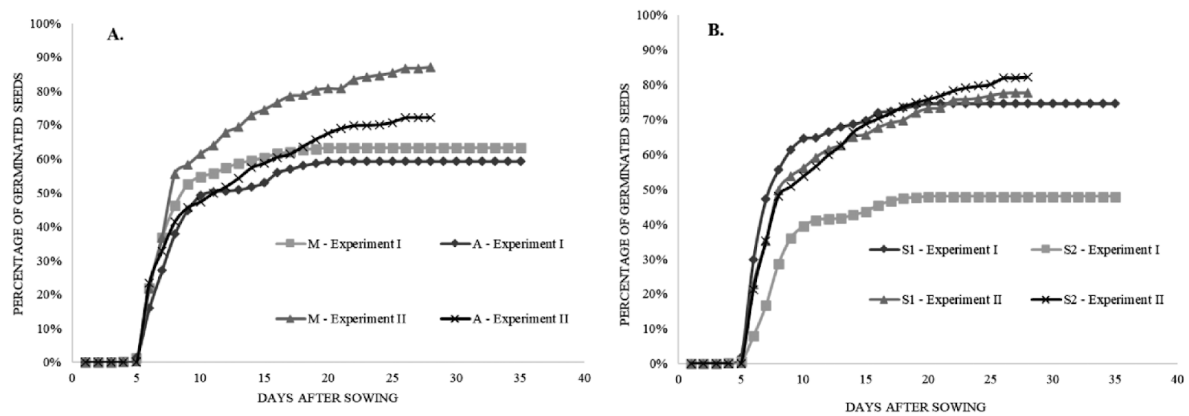 A.
PERCENTAGE OF GERMINATED SEEDS
100%
90%
80%
70%
60%
50%
40%
30%
20%
10%
0%
M - Experiment I
A - Experiment I
M - Experiment II
A - Experiment II
0 5 10 15 20 25 30 35 40
DAYS AFTER SOWING
B.
PERCENTAGE OF GERMINATED SEEDS
100%
90%
80%
70%
60%
50%
40%
30%
20%
10%
0%
S1 - Experiment I
S2 - Experiment I
S1 - Experiment II
S2 - Experiment II
0 5 10 15 20 25 30 35 40
DAYS AFTER SOWING